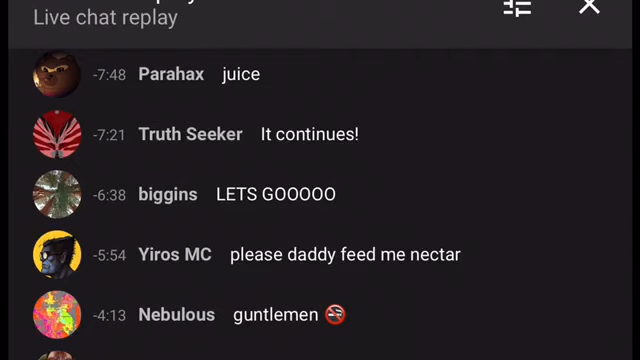 Live chat replay
-7:48 Parahax juice
-7:21 Truth Seeker It continues!
-6:38 biggins LETS GOOOOO
-5:54 Yiros MC please daddy feed me nectar
-4:13 Nebulous guntlemen 🚭